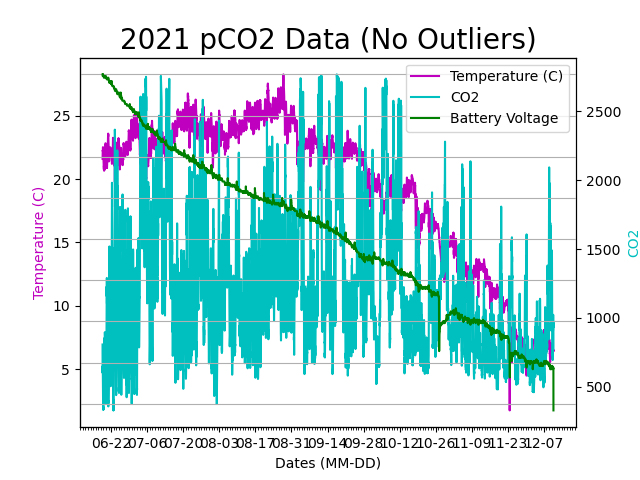 2021 pCO2 Data (No Outliers)
Temperature (C)
CO2
Battery Voltage
25
20
15
10
5
Temperature (C)
2500
2000
1500
1000
500
CO2
06-22 07-06 07-20 08-03 08-17 08-31 09-14 09-28 10-12 10-26 11-09 11-23 12-07
Dates (MM-DD)